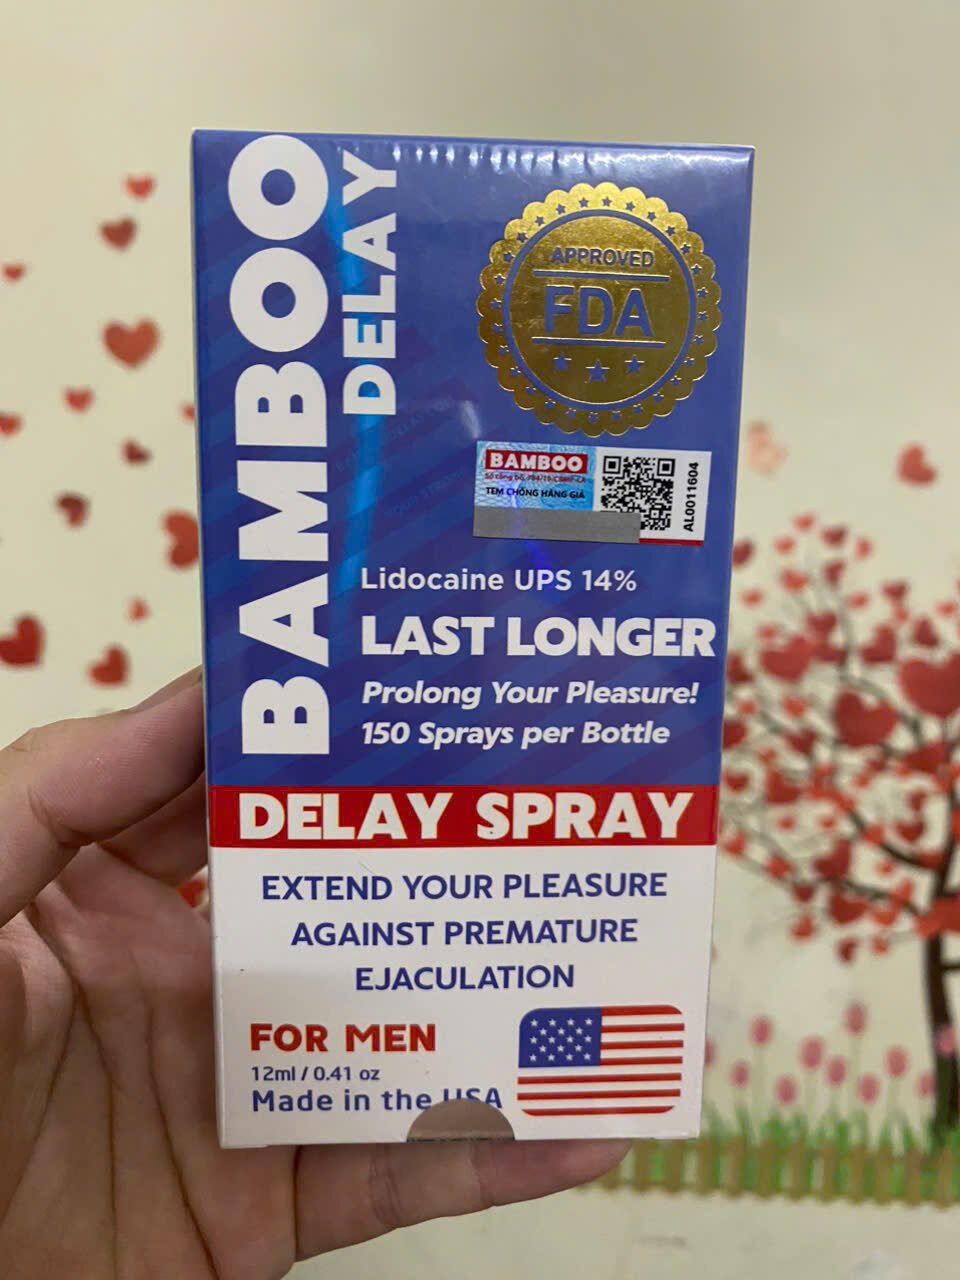 BAMBOO
DELAY
APPROVED
FDA
BAMBOO
TEM CHỐNG HÀNG GIẢ
AL0011604
Lidocaine UPS 14%
LAST LONGER
Prolong Your Pleasure!
150 Sprays per Bottle
DELAY SPRAY
EXTEND YOUR PLEASURE
AGAINST PREMATURE
EJACULATION
FOR MEN
12ml / 0.41 oz
Made in the USA